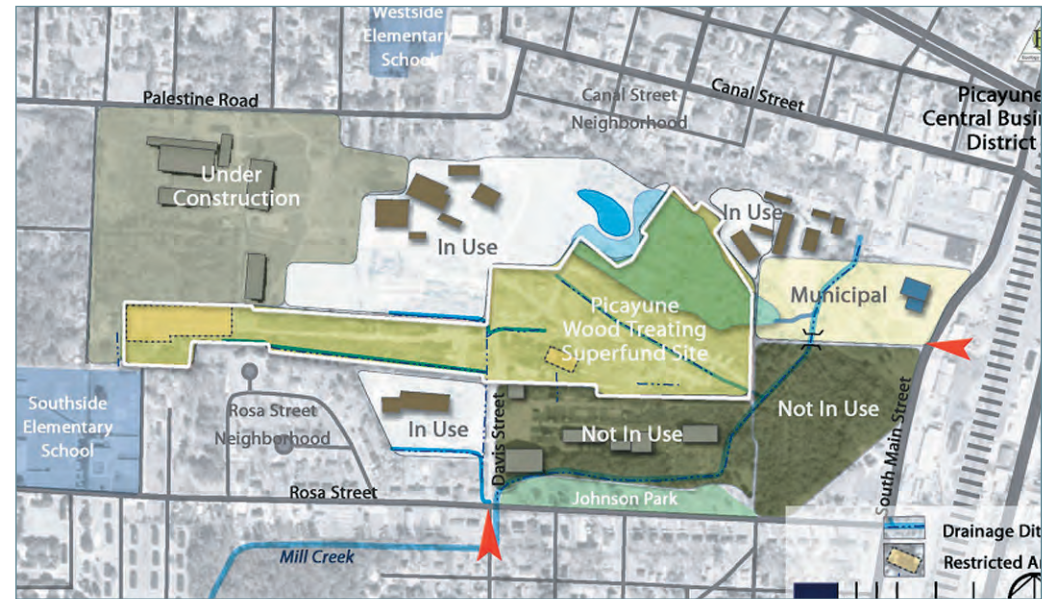 Westside
Elementary
School
Palestine Road
Canal Street
Neighborhood
Canal Street
Picayune
Central Busi
District
Under
Construction
In Use
In Use
Municipal
Picayune
Wood Treating
Superfund Site
Southside
Elementary
School
Rosa Street
Neighborhood
In Use
Davis Street
Not In Use
Not In Use
South Main Street
Rosa Street
Johnson Park
Mill Creek
Drainage Dit
Restricted A